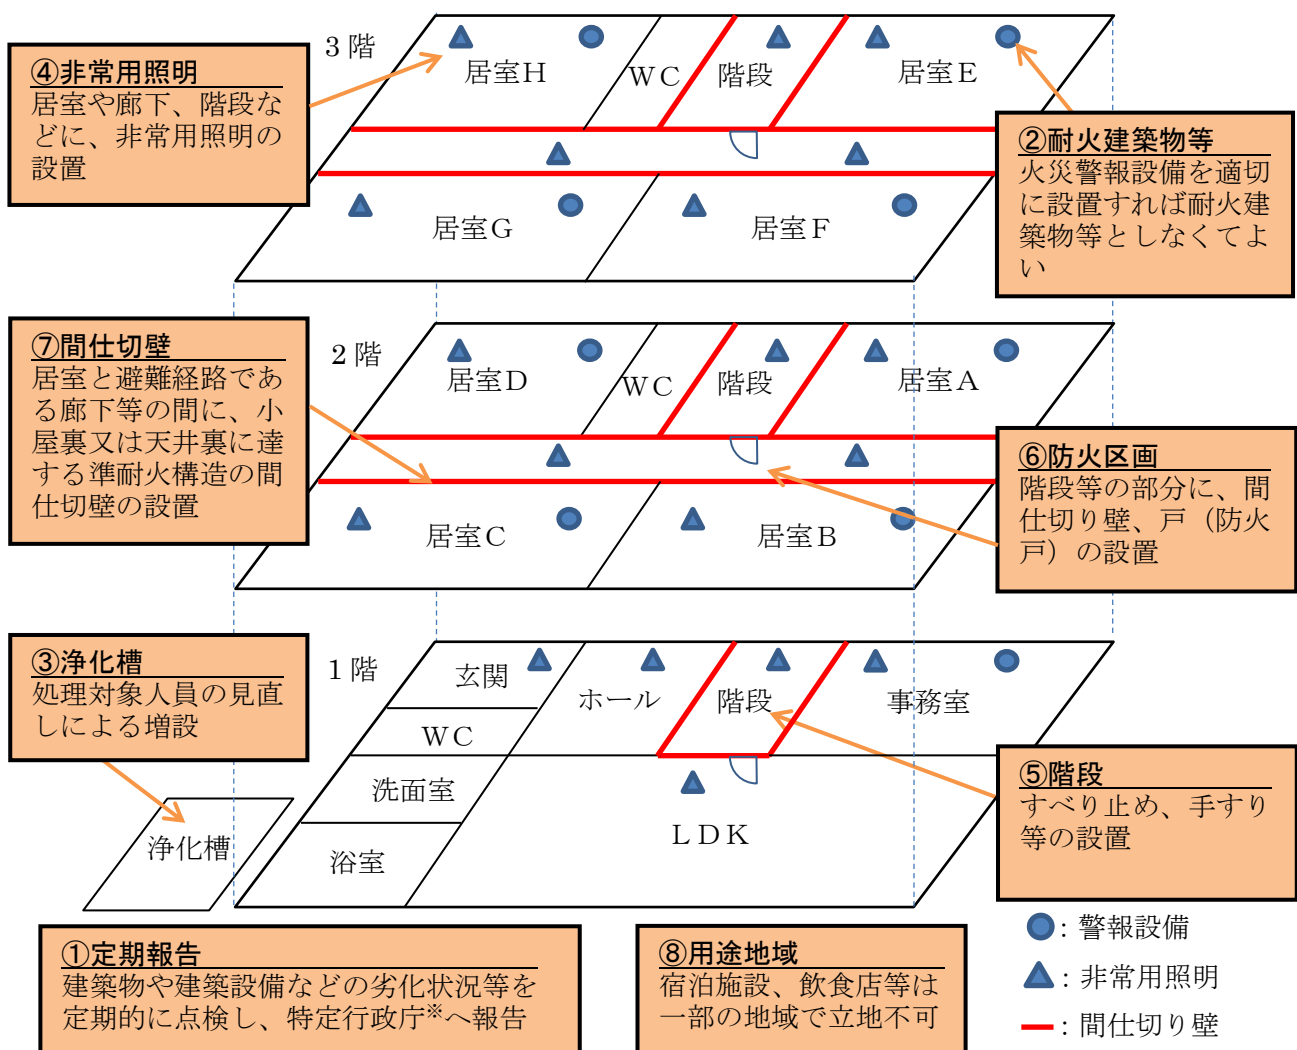 3階
④非常用照明
居室や廊下、階段な
どに、非常用照明の
設置
居室H
WC
階段
居室E
②耐火建築物等
火災警報設備を適切
に設置すれば耐火建
築物等としなくてよ
い
居室G
居室F
⑦間仕切壁
居室と避難経路であ
る廊下等の間に、小
屋裏又は天井裏に達
する準耐火構造の間
仕切壁の設置
2階
居室D
WC
階段
居室A
⑥防火区画
階段等の部分に、間
仕切り壁、戸（防火
戸）の設置
居室C
居室B
③浄化槽
処理対象人員の見直
しによる増設
1階
玄関
ホール
階段
事務室
WC
洗面室
浴室
LDK
浄化槽
⑤階段
すべり止め、手すり
等の設置
①定期報告
建築物や建築設備などの劣化状況等を
定期的に点検し、特定行政庁※へ報告
⑧用途地域
宿泊施設、飲食店等は
一部の地域で立地不可
：警報設備
：非常用照明
：間仕切り壁